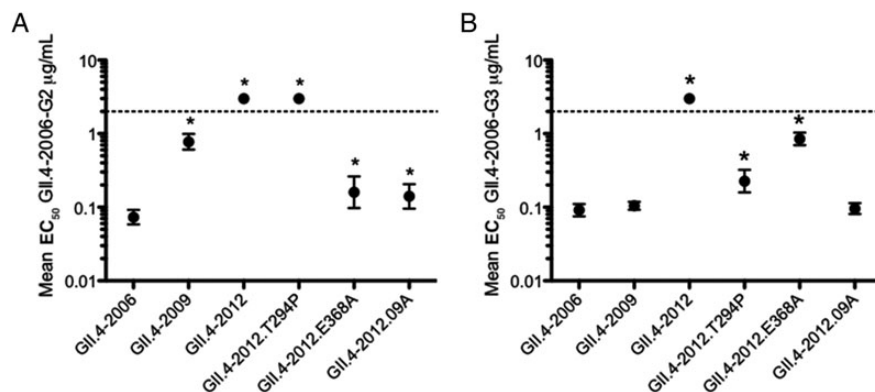 A
Mean EC50 GII.4-2006-G2 µg/mL
10
1
0.1
0.01
*
*
*
*
*
GII.4-2006
GII.4-2009
GII.4-2012
GII.4-2012.T294P
GII.4-2012.E368A
GII.4-2012.09A
B
Mean EC50 GII.4-2006-G3 µg/mL
10
1
0.1
0.01
*
*
*
GII.4-2006
GII.4-2009
GII.4-2012
GII.4-2012.T294P
GII.4-2012.E368A
GII.4-2012.09A